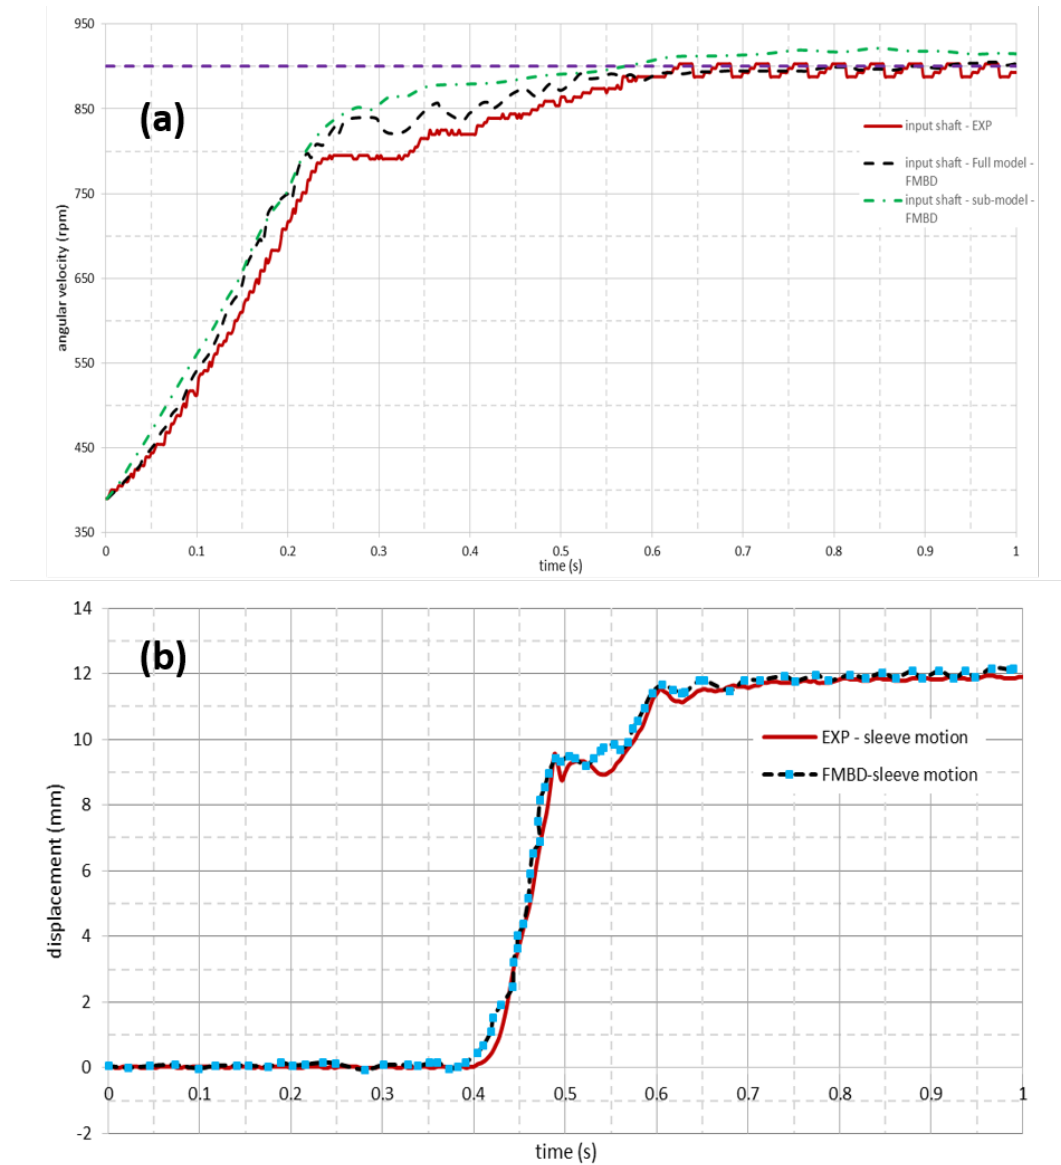 950
850
750
650
550
450
350
angular velocity (rpm)
(a)
input shaft - EXP
input shaft - Full model -
FMBD
input shaft - sub-model -
FMBD
0 0.1 0.2 0.3 0.4 0.5 0.6 0.7 0.8 0.9 1
time (s)
14
12
10
8
6
4
2
0
-2
displacement (mm)
(b)
EXP - sleeve motion
FMBD-sleeve motion
0 0.1 0.2 0.3 0.4 0.5 0.6 0.7 0.8 0.9 1
time (s)